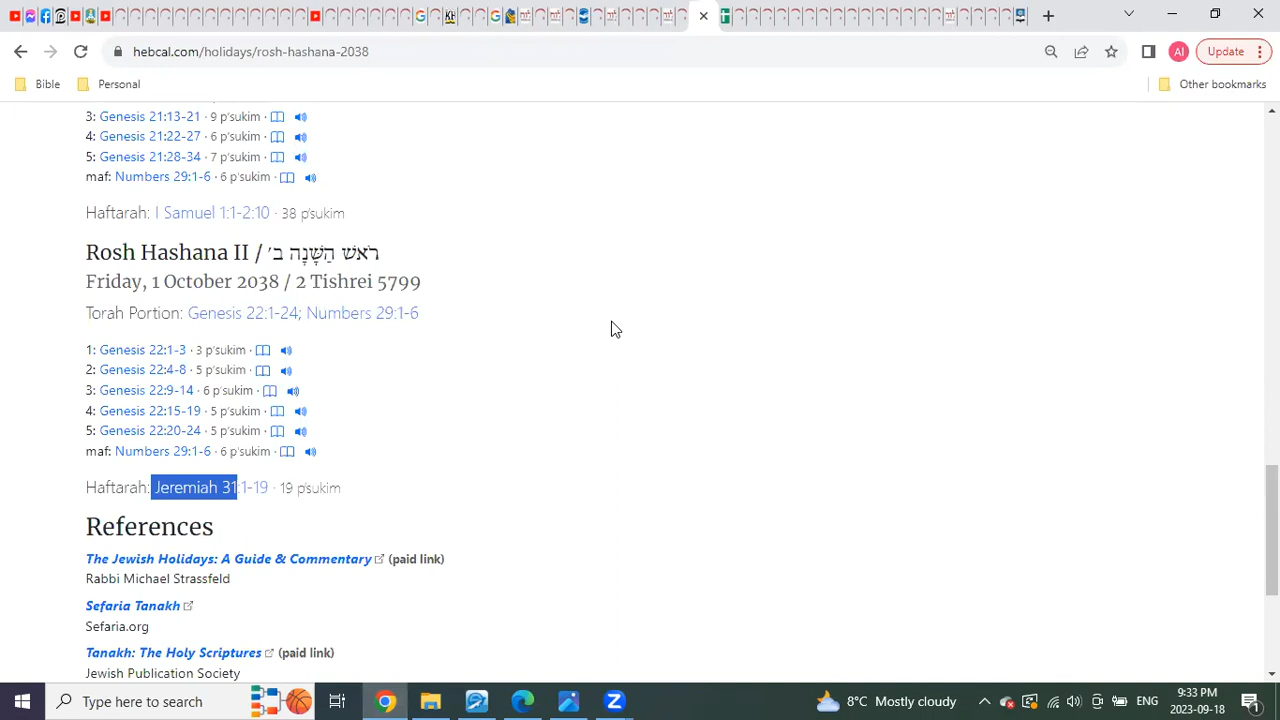 hebcal.com/holidays/rosh-hashana-2038
AI
Update
Bible
Personal
Other bookmarks
3: Genesis 21:13-21 · 9 p'sukim ·
4: Genesis 21:22-27 · 6 p'sukim ·
5: Genesis 21:28-34 · 7 p'sukim ·
maf: Numbers 29:1-6 · 6 p'sukim ·
Haftarah: I Samuel 1:1-2:10 · 38 p'sukim
Rosh Hashana II / רֹאשׁ הַשָּׁנָה ב׳
Friday, 1 October 2038 / 2 Tishrei 5799
Torah Portion: Genesis 22:1-24; Numbers 29:1-6
1: Genesis 22:1-3 · 3 p'sukim ·
2: Genesis 22:4-8 · 5 p'sukim ·
3: Genesis 22:9-14 · 6 p'sukim ·
4: Genesis 22:15-19 · 5 p'sukim ·
5: Genesis 22:20-24 · 5 p'sukim ·
maf: Numbers 29:1-6 · 6 p'sukim ·
Haftarah: Jeremiah 31:1-19 · 19 p'sukim
References
The Jewish Holidays: A Guide & Commentary (paid link)
Rabbi Michael Strassfeld
Sefaria Tanakh
Sefaria.org
Tanakh: The Holy Scriptures (paid link)
Jewish Publication Society
Type here to search
8°C Mostly cloudy
ENG
9:33 PM
2023-09-18
1